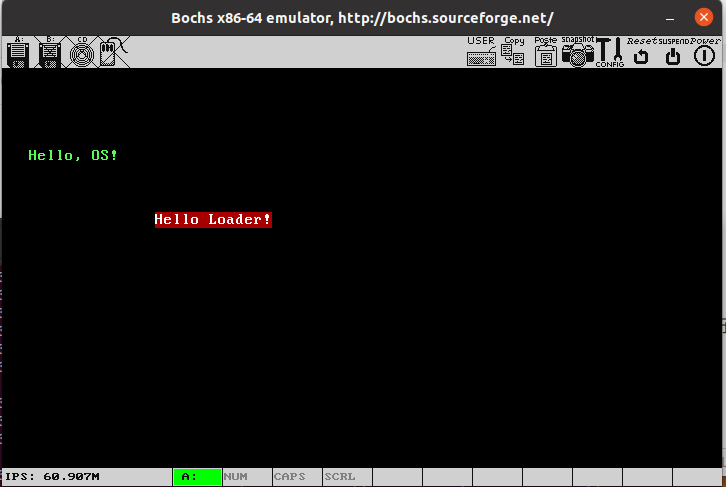 Bochs x86-64 emulator, http://bochs.sourceforge.net/
A: B: CD USER Copy Paste snapshot CONFIG Reset SUSPEND Power
Hello, OS!
Hello Loader!
IPS: 60.907M A: NUM CAPS SCRL